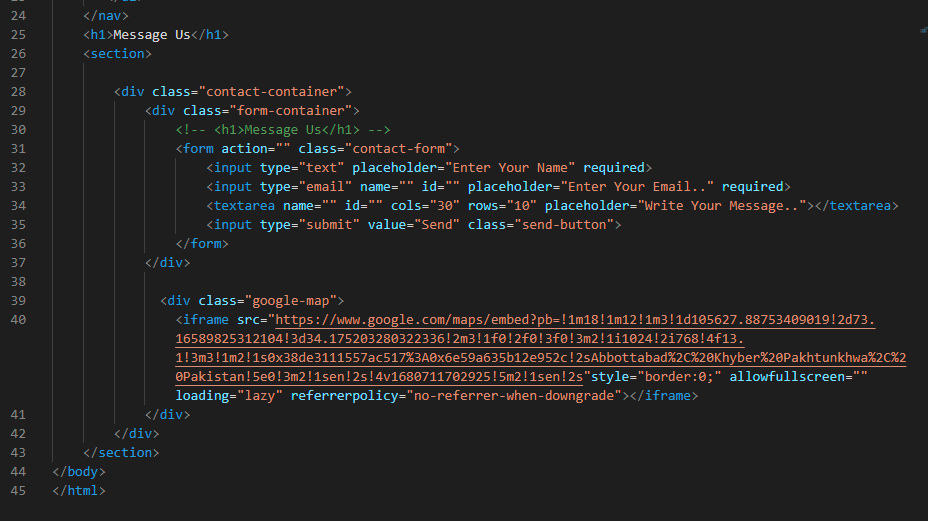 24 </nav>
25 <h1>Message Us</h1>
26 <section>
27
28 <div class="contact-container">
29 <div class="form-container">
30 <!-- <h1>Message Us</h1> -->
31 <form action="" class="contact-form">
32 <input type="text" placeholder="Enter Your Name" required>
33 <input type="email" name="" id="" placeholder="Enter Your Email.." required>
34 <textarea name="" id="" cols="30" rows="10" placeholder="Write Your Message.."></textarea>
35 <input type="submit" value="Send" class="send-button">
36 </form>
37 </div>
38
39 <div class="google-map">
40 <iframe src="https://www.google.com/maps/embed?pb=!1m18!1m12!1m3!1d105627.88753409019!2d73.
16589825312104!3d34.175203280322336!2m3!1f0!2f0!3f0!3m2!1i1024!2i768!4f13.
1!3m3!1m2!1s0x38de3111557ac517%3A0x6e59a635b12e952c!2sAbbottabad%2C%20Khyber%20Pakhtunkhwa%2C%2
0Pakistan!5e0!3m2!1sen!2s!4v1680711702925!5m2!1sen!2s"style="border:0;" allowfullscreen=""
loading="lazy" referrerpolicy="no-referrer-when-downgrade"></iframe>
41 </div>
42 </div>
43 </section>
44 </body>
45 </html>